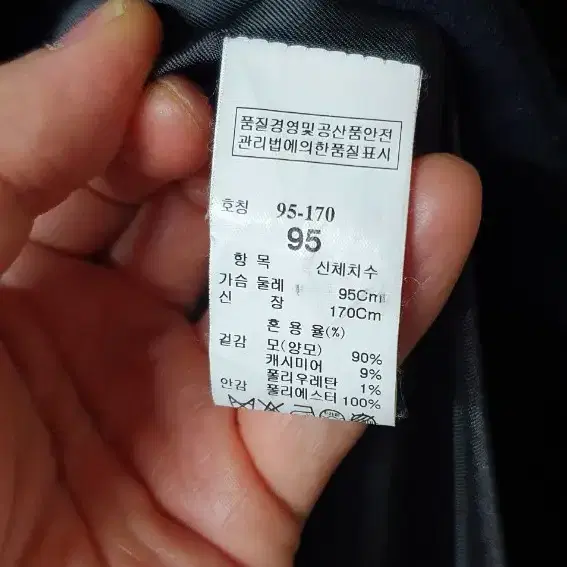 품질경영및공산품안전
관리법에의한품질표시
호칭 95-170
95
항 목 신체치수
가슴 둘레 95Cm
신 장 170Cm
혼 용 율(%)
겉감 모(양모) 90%
캐시미어 9%
폴리우레탄 1%
안감 폴리에스터 100%